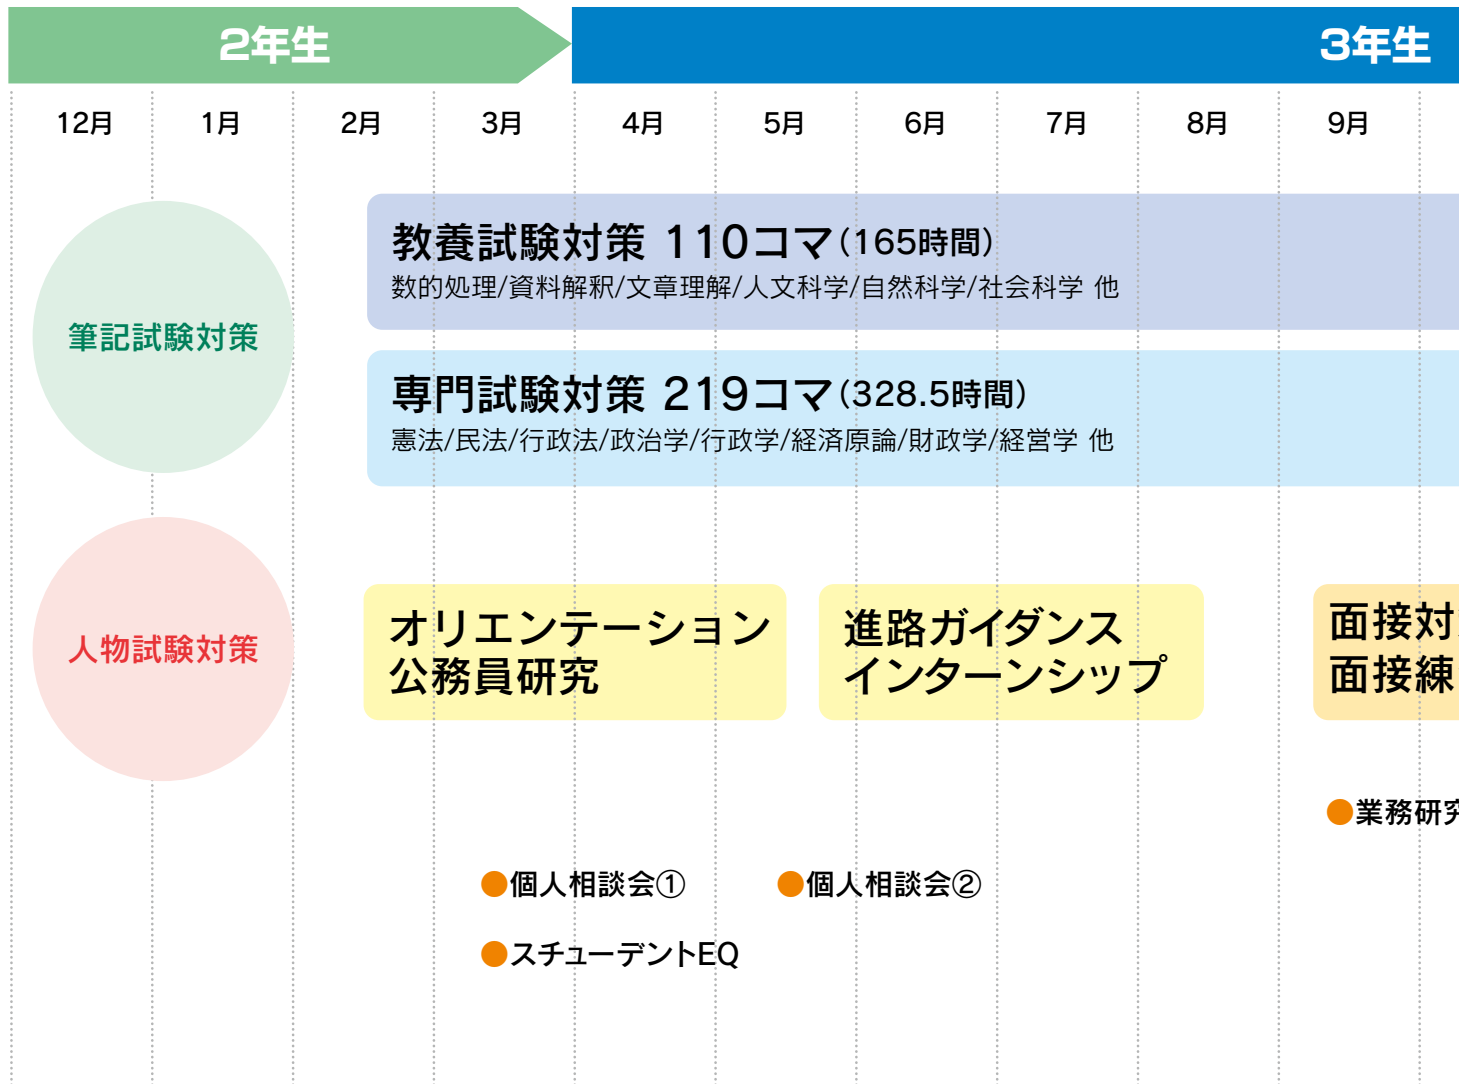 2年生
3年生
12月 1月 2月 3月 4月 5月 6月 7月 8月 9月
筆記試験対策
教養試験対策 110コマ(165時間)
数的処理/資料解釈/文章理解/人文科学/自然科学/社会科学 他
専門試験対策 219コマ(328.5時間)
憲法/民法/行政法/政治学/行政学/経済原論/財政学/経営学 他
人物試験対策
オリエンテーション
公務員研究
進路ガイダンス
インターンシップ
面接対
面接練
●業務研究
●個人相談会①
●個人相談会②
●スチューデントEQ